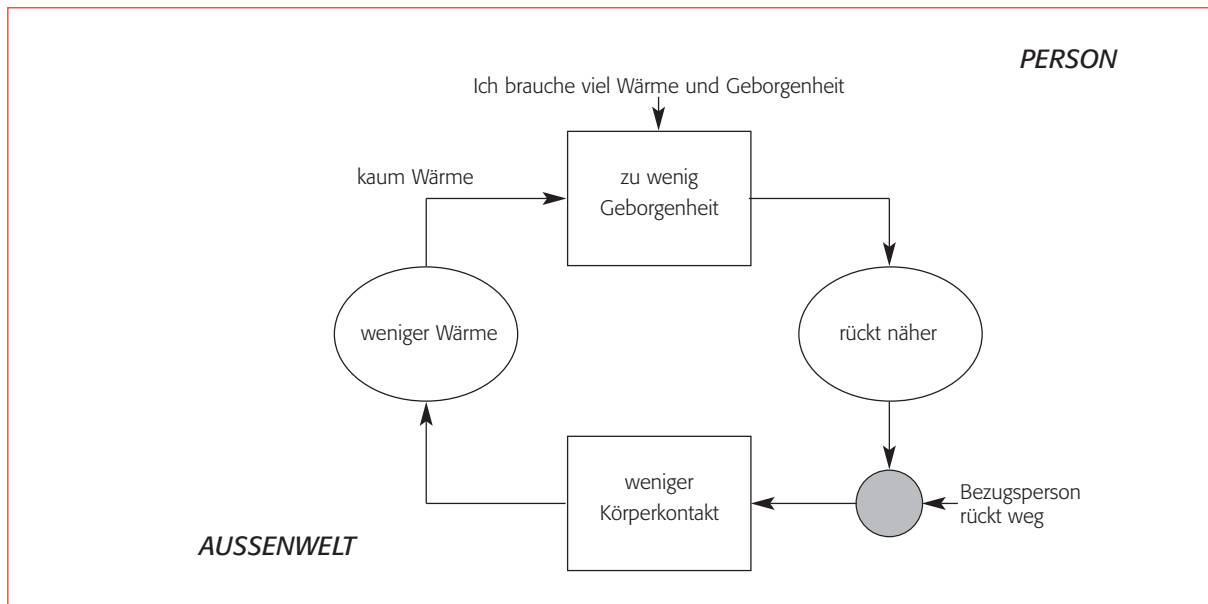 PERSON
Ich brauche viel Wärme und Geborgenheit
kaum Wärme
zu wenig
Geborgenheit
weniger Wärme
rückt näher
weniger
Körperkontakt
Bezugsperson
rückt weg
AUSSENWELT